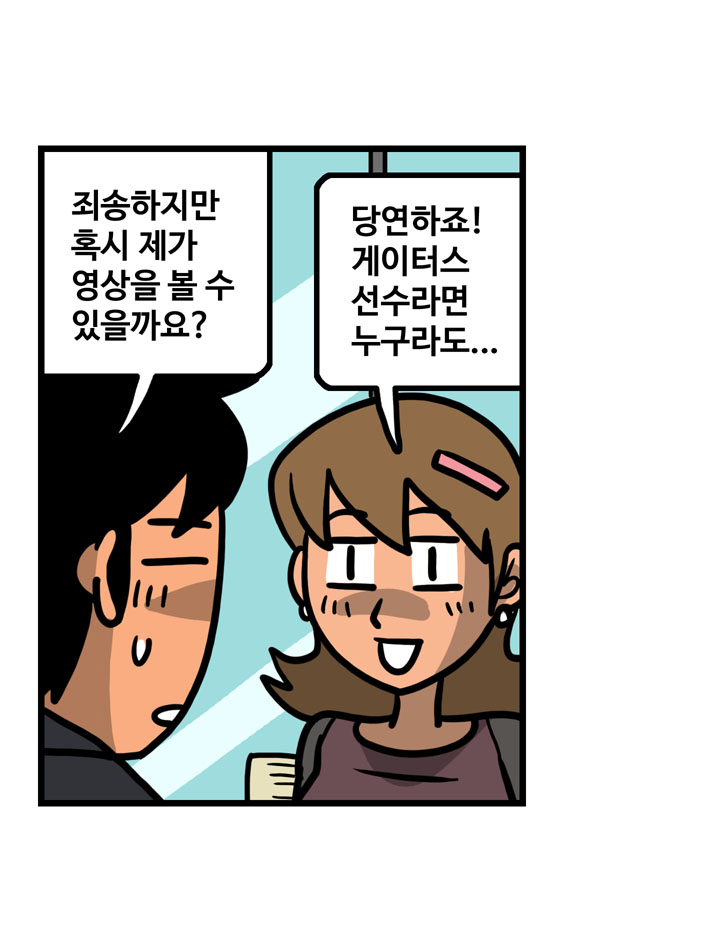 죄송하지만
혹시 제가
영상을 볼 수
있을까요?
당연하죠!
게이터스
선수라면
누구라도...